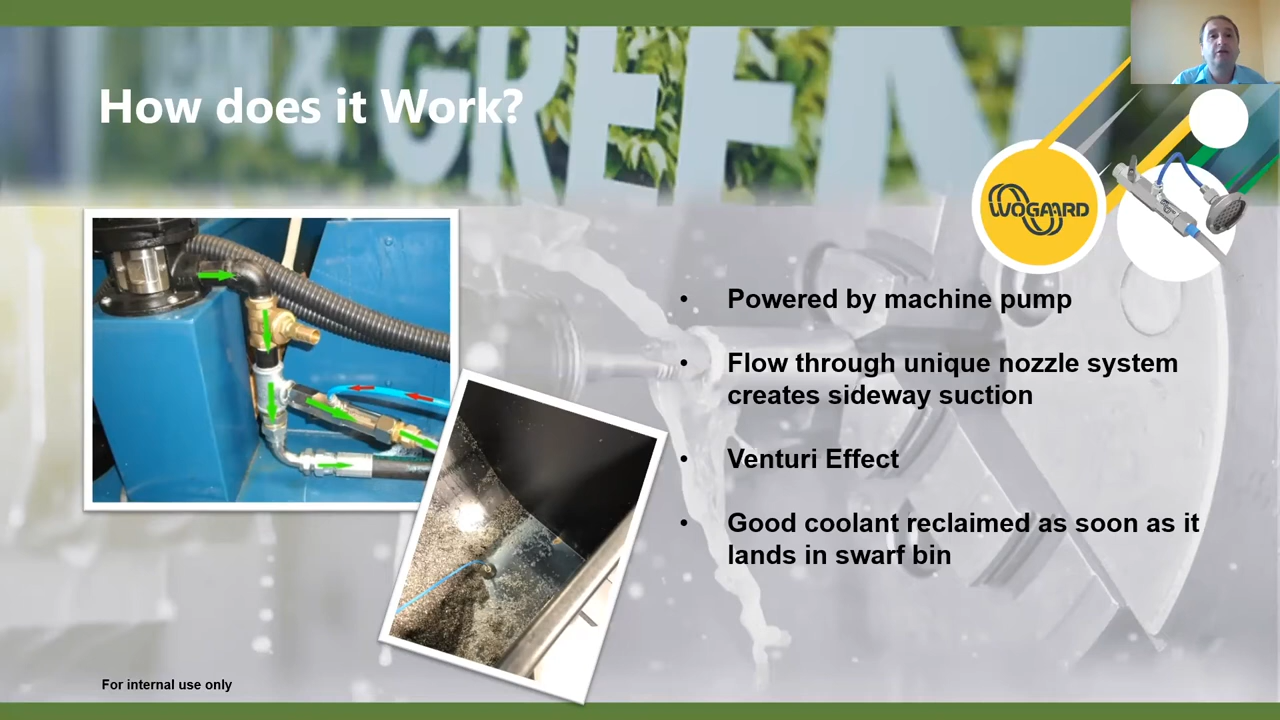 GREEN
How does it Work?
WOGAARD
• Powered by machine pump
• Flow through unique nozzle system
creates sideway suction
• Venturi Effect
• Good coolant reclaimed as soon as it
lands in swarf bin
For internal use only